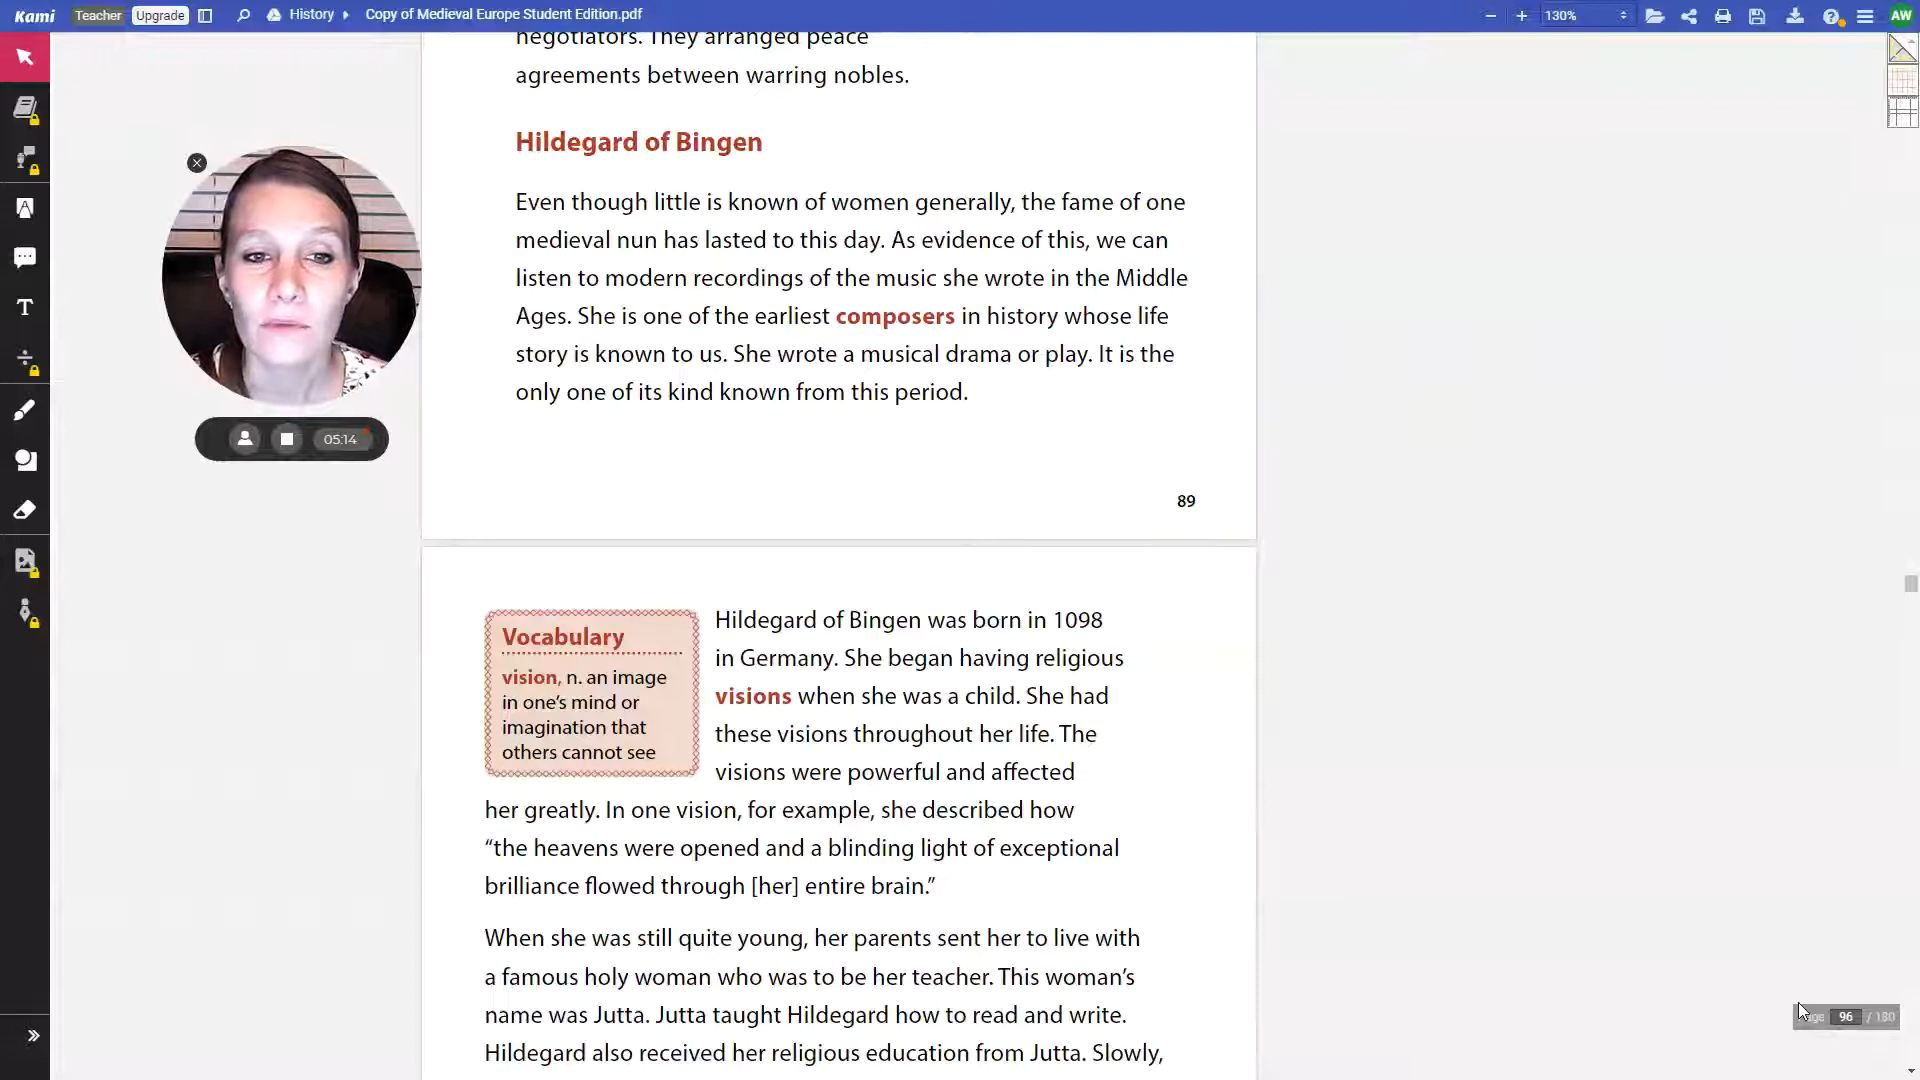 Kami Teacher Upgrade History Copy of Medieval Europe Student Edition.pdf 130% AW
negotiators. They arranged peace
agreements between warring nobles.
Hildegard of Bingen
Even though little is known of women generally, the fame of one
medieval nun has lasted to this day. As evidence of this, we can
listen to modern recordings of the music she wrote in the Middle
Ages. She is one of the earliest composers in history whose life
story is known to us. She wrote a musical drama or play. It is the
only one of its kind known from this period.
05:14
89
Vocabulary
vision, n. an image
in one’s mind or
imagination that
others cannot see
Hildegard of Bingen was born in 1098
in Germany. She began having religious
visions when she was a child. She had
these visions throughout her life. The
visions were powerful and affected
her greatly. In one vision, for example, she described how
“the heavens were opened and a blinding light of exceptional
brilliance flowed through [her] entire brain.”
When she was still quite young, her parents sent her to live with
a famous holy woman who was to be her teacher. This woman’s
name was Jutta. Jutta taught Hildegard how to read and write.
Hildegard also received her religious education from Jutta. Slowly,
96 / 180